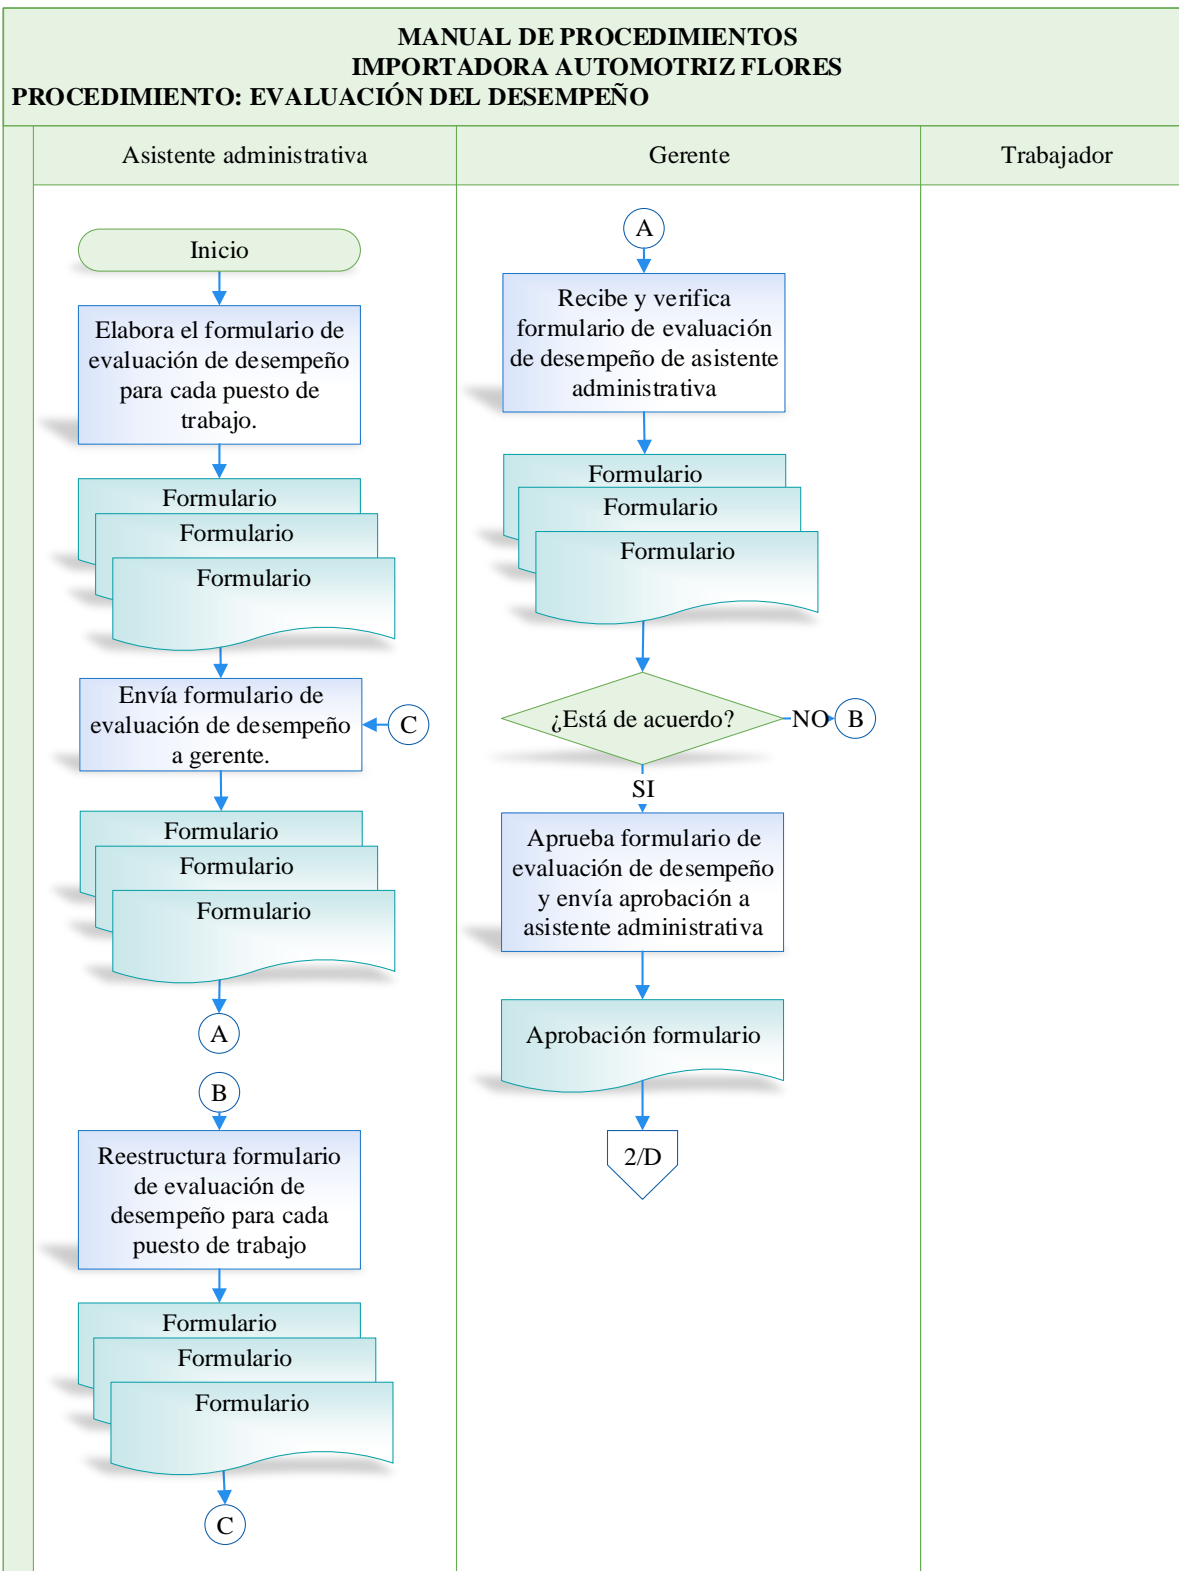 MANUAL DE PROCEDIMIENTOS
IMPORTADORA AUTOMOTRIZ FLORES
PROCEDIMIENTO: EVALUACIÓN DEL DESEMPEÑO
Asistente administrativa
Gerente
Trabajador
Inicio
Elabora el formulario de
evaluación de desempeño
para cada puesto de
trabajo.
Formulario
Formulario
Formulario
Envía formulario de
evaluación de desempeño
a gerente.
C
Formulario
Formulario
Formulario
A
B
Reestructura formulario
de evaluación de
desempeño para cada
puesto de trabajo
Formulario
Formulario
Formulario
C
A
Recibe y verifica
formulario de evaluación
de desempeño de asistente
administrativa
Formulario
Formulario
Formulario
¿Está de acuerdo?
NO
B
SI
Aprueba formulario de
evaluación de desempeño
y envía aprobación a
asistente administrativa
Aprobación formulario
2/D